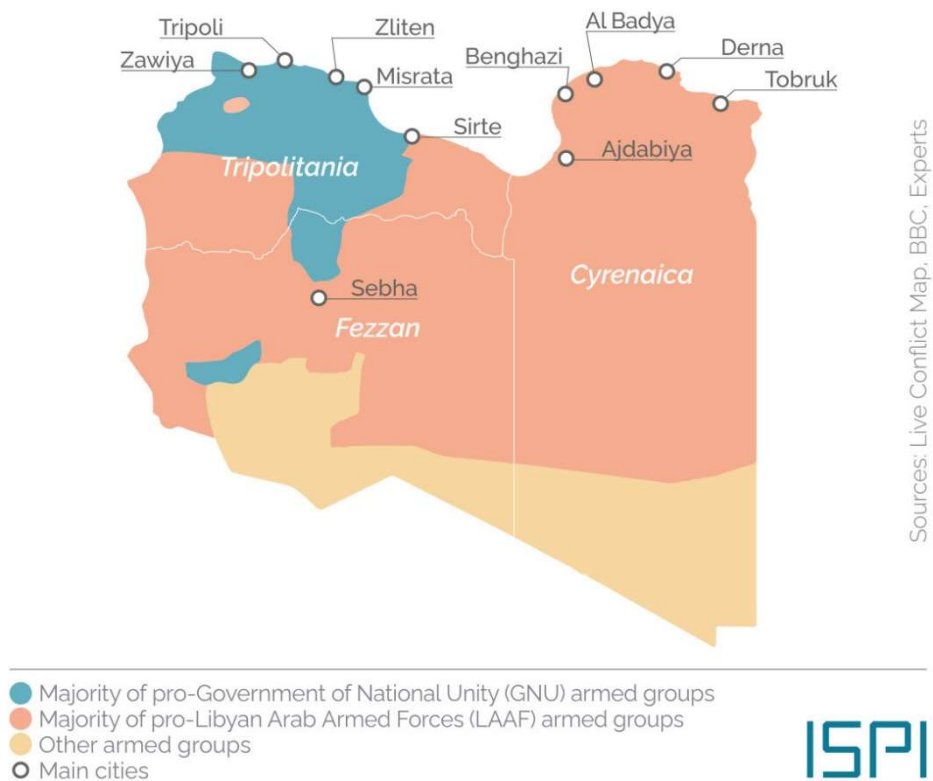 Tripoli
Zliten
Al Badya
Zawiya
Benghazi
Derna
Misrata
Tobruk
Sirte
Ajdabiya
Tripolitania
Cyrenaica
Sebha
Fezzan
Sources: Live Conflict Map, BBC, Experts
Majority of pro-Government of National Unity (GNU) armed groups
Majority of pro-Libyan Arab Armed Forces (LAAF) armed groups
Other armed groups
Main cities
ISPI